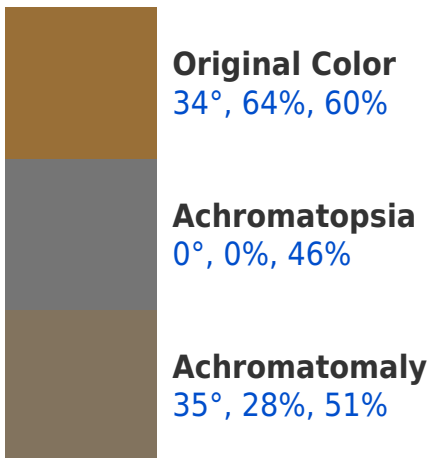 Original Color
34°, 64%, 60%
Achromatopsia
0°, 0%, 46%
Achromatomaly
35°, 28%, 51%